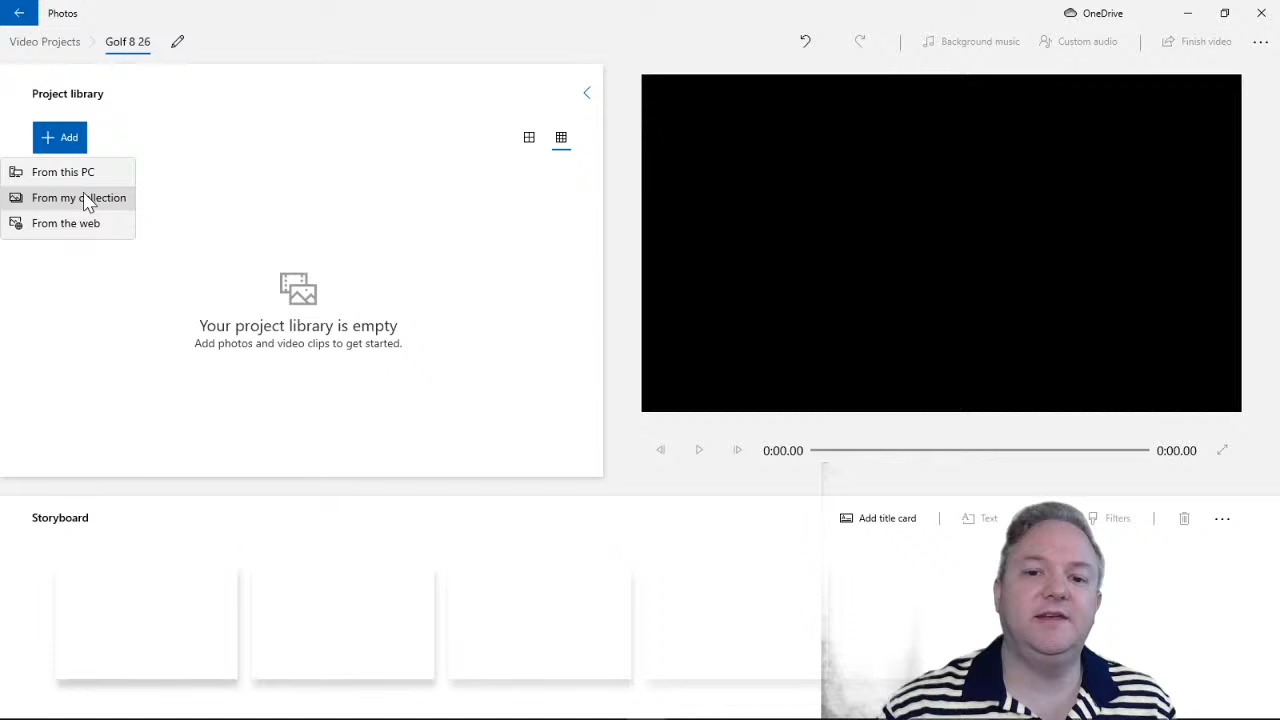 Photos
OneDrive
Video Projects
Golf 8 26
Background music
Custom audio
Finish video
Project library
Add
From this PC
From my collection
From the web
Your project library is empty
Add photos and video clips to get started.
0:00.00
0:00.00
Storyboard
Add title card
Text
Filters